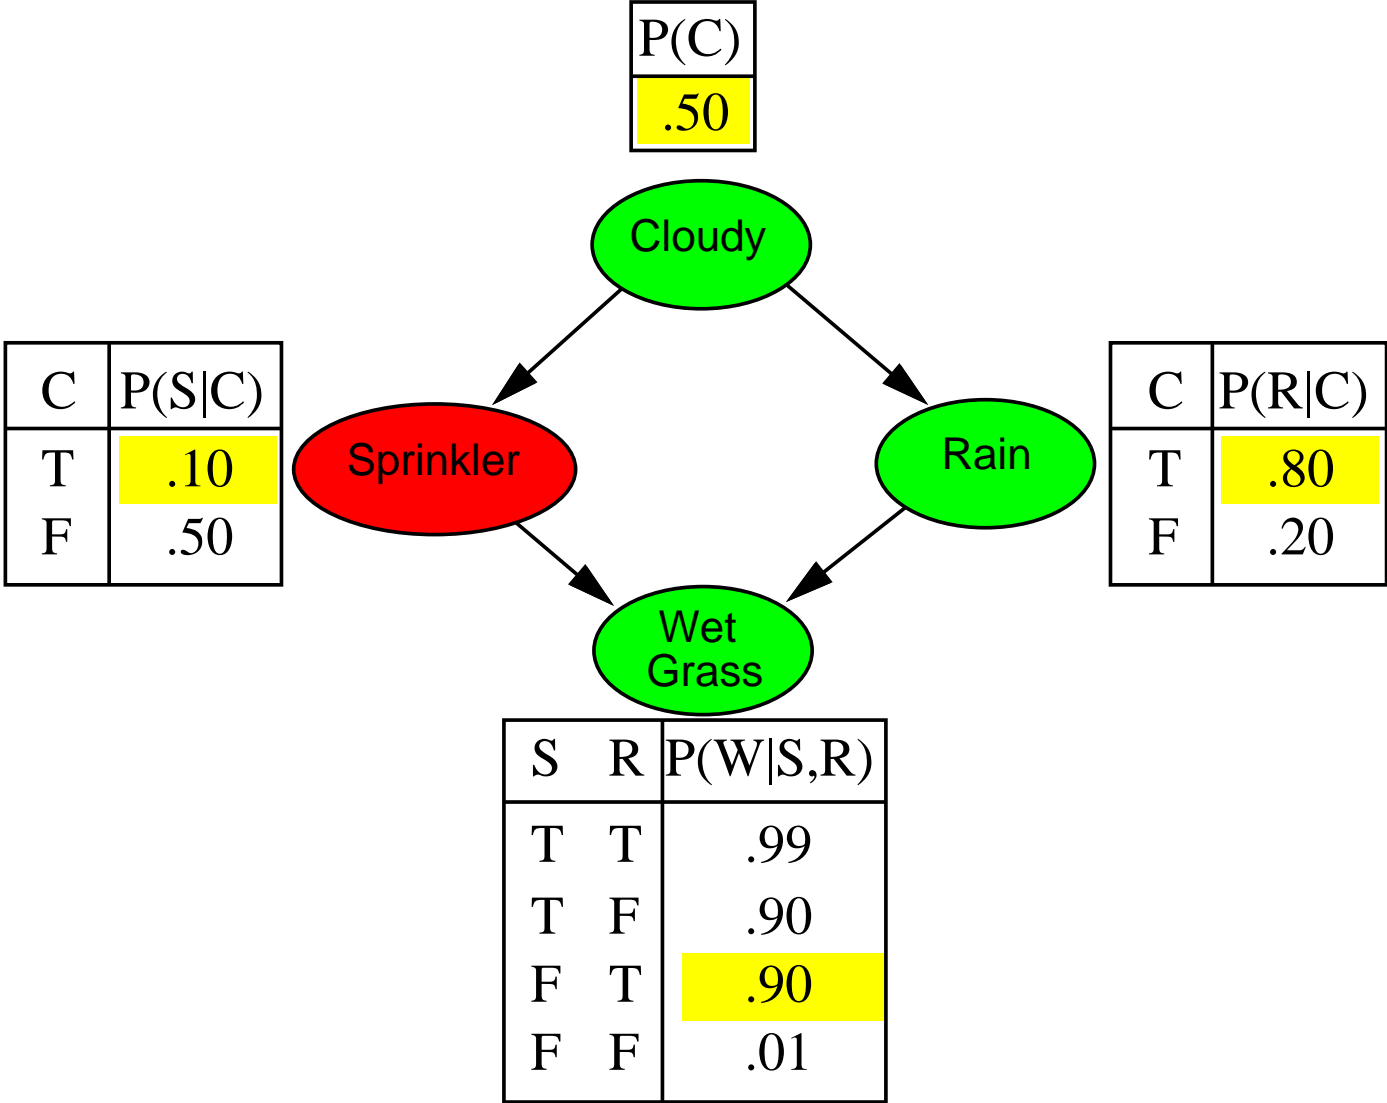 P(C)
.50
Cloudy
C P(S|C)
T .10
F .50
Sprinkler
Rain
C P(R|C)
T .80
F .20
Wet
Grass
S R P(W|S,R)
T T .99
T F .90
F T .90
F F .01